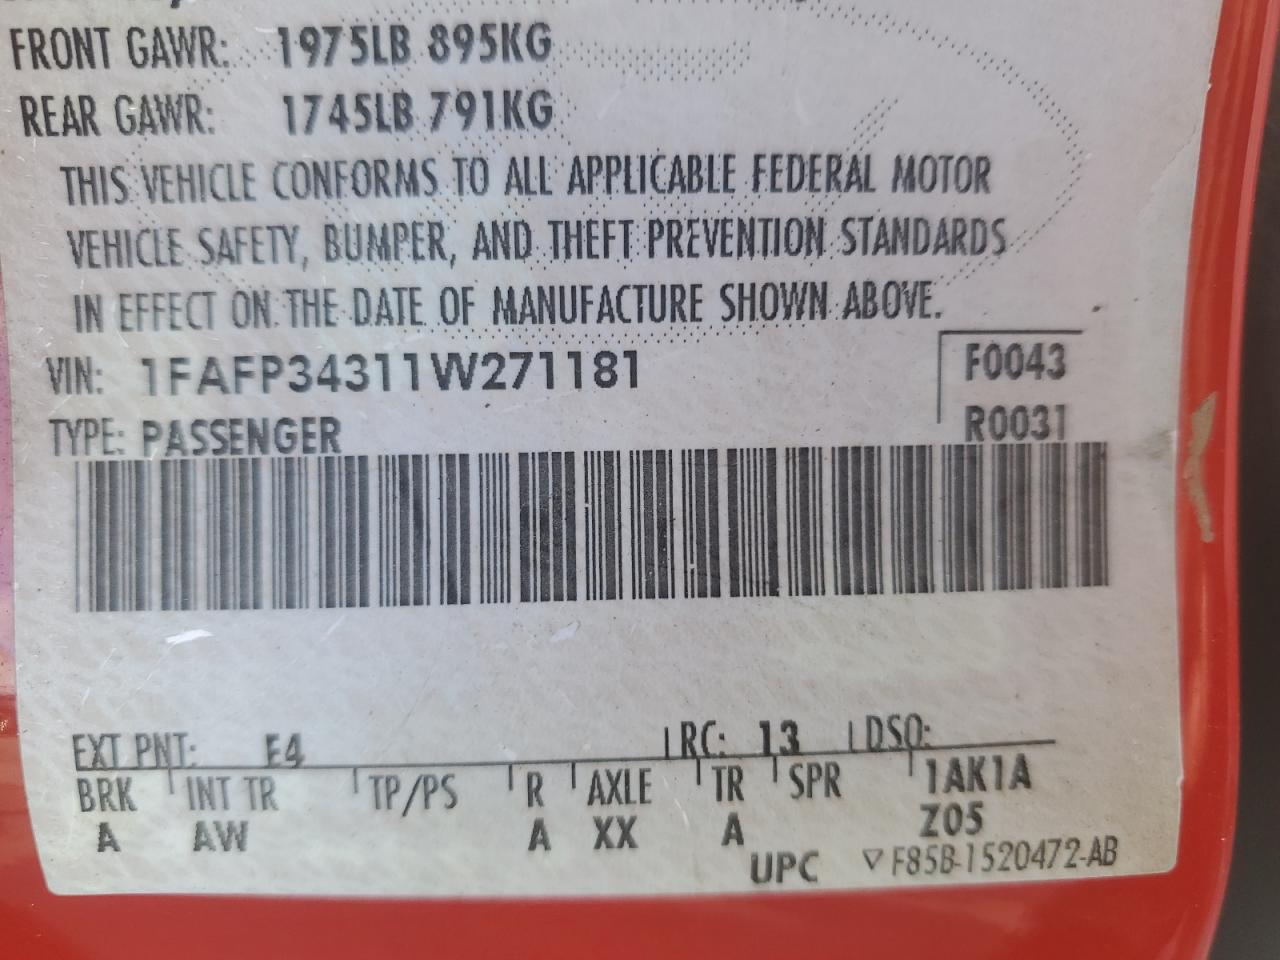 FRONT GAWR: 1975LB 895KG
REAR GAWR: 1745LB 791KG
THIS VEHICLE CONFORMS TO ALL APPLICABLE FEDERAL MOTOR
VEHICLE SAFETY, BUMPER, AND THEFT PREVENTION STANDARDS
IN EFFECT ON THE DATE OF MANUFACTURE SHOWN ABOVE.
VIN: 1FAFP34311W271181 F0043
TYPE: PASSENGER R0031
EXT PNT: E4 RC: 13 DSO:
BRK INT TR TP/PS R AXLE TR SPR 1AK1A
A AW A XX A Z05
UPC ▽ F85B-1520472-AB